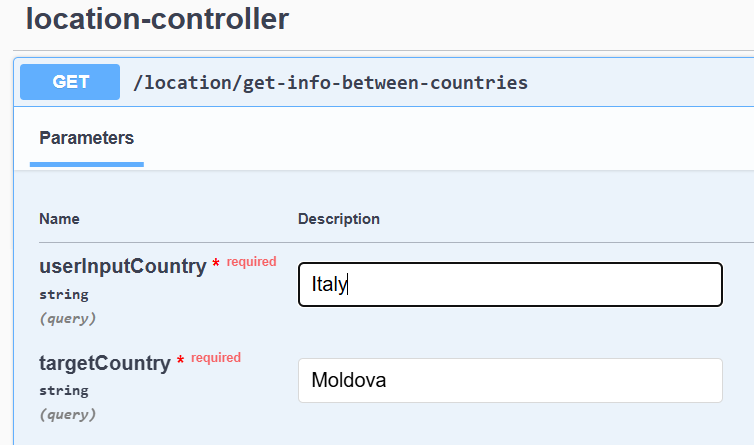 location-controller
GET /location/get-info-between-countries
Parameters
Name Description
userInputCountry * required
string
(query)
Italy
targetCountry * required
string
(query)
Moldova